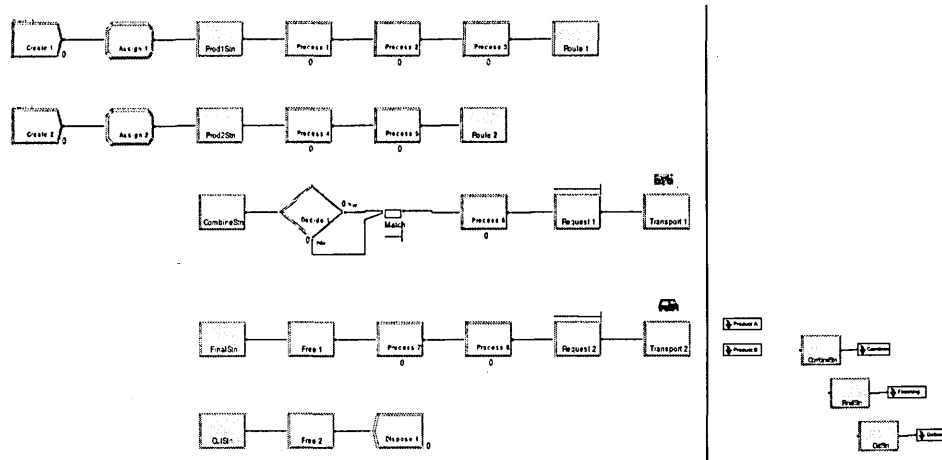 Create 1 Assign 1 Prod1Stn Process 1 Process 2 Process 3 Route 1
0 0 0 0
Create 2 Assign 2 Prod2Stn Process 4 Process 5 Route 2
0 0 0
CombineStn Decide 1 0 Match Process 6 Request 1 Transport 1
0 0
FinalStn Free 1 Process 7 Process 8 Request 2 Transport 2
0 0
Product A
Product B
CombineStn
FinalStn Finishing
OutStn
Free 2 Dispose 1
0